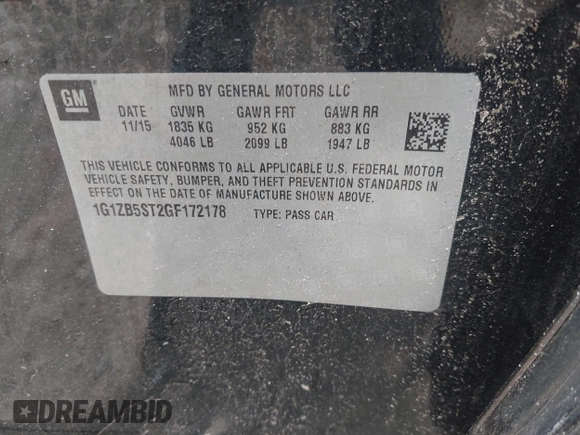 GM
MFD BY GENERAL MOTORS LLC
DATE GVWR GAWR FRT GAWR RR
11/15 1835 KG 952 KG 883 KG
4046 LB 2099 LB 1947 LB
THIS VEHICLE CONFORMS TO ALL APPLICABLE U.S. FEDERAL MOTOR
VEHICLE SAFETY, BUMPER, AND THEFT PREVENTION STANDARDS IN
EFFECT ON THE DATE OF MANUFACTURE SHOWN ABOVE.
1G1ZB5ST2GF172178 TYPE: PASS CAR
DREAMBID